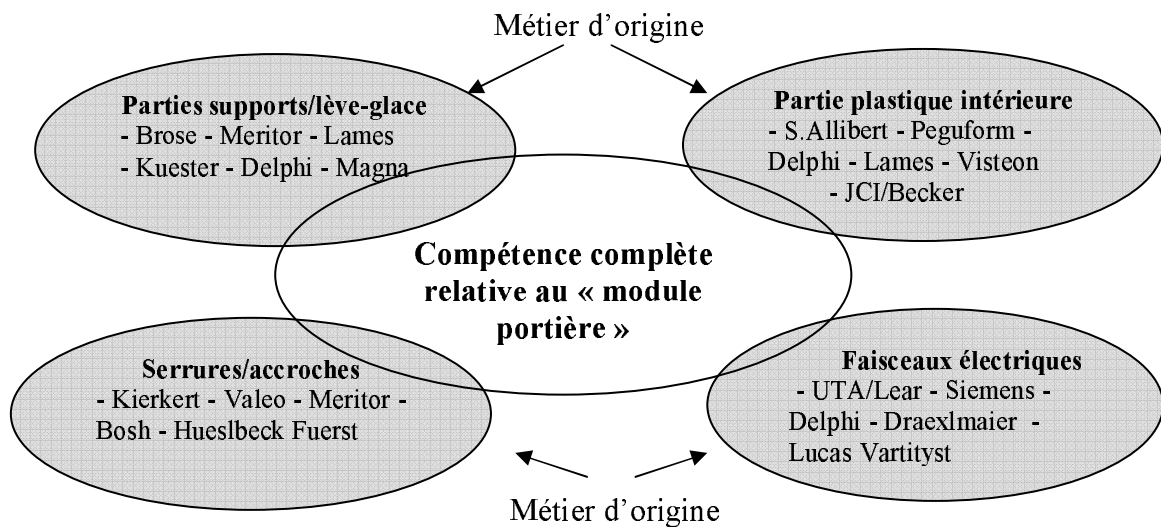 Métier d'origine
Parties supports/lève-glace
- Brose - Meritor - Lames
- Kuester - Delphi - Magna
Partie plastique intérieure
- S.Allibert - Peguform -
Delphi - Lames - Visteon
- JCI/Becker
Compétence complète
relative au « module
portière »
Serrures/accroches
- Kierkert - Valeo - Meritor -
Bosh - Hueslbeck Fuerst
Faisceaux électriques
- UTA/Lear - Siemens -
Delphi - Draexlmaier -
Lucas Vartityst
Métier d'origine